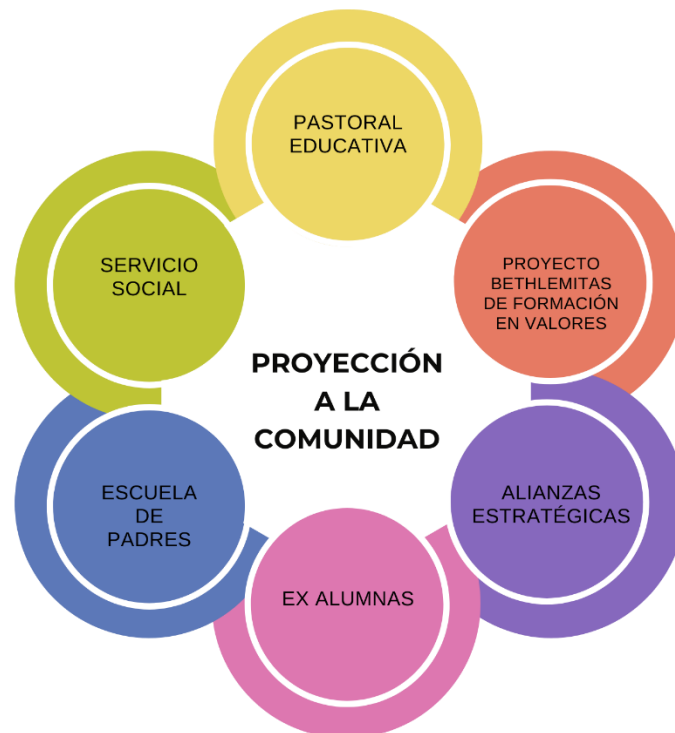 PASTORAL
EDUCATIVA
PROYECTO
BETHLEMITAS
DE FORMACIÓN
EN VALORES
ALIANZAS
ESTRATÉGICAS
EX ALUMNAS
ESCUELA
DE
PADRES
SERVICIO
SOCIAL
PROYECCIÓN
A LA
COMUNIDAD